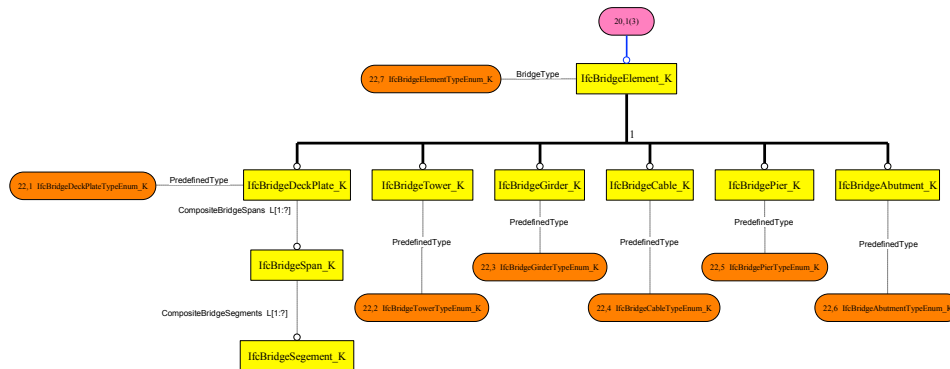 20,1(3)
BridgeType
22,7 IfcBridgeElementTypeEnum_K
IfcBridgeElement_K
1
PredefinedType
22,1 IfcBridgeDeckPlateTypeEnum_K
IfcBridgeDeckPlate_K
IfcBridgeTower_K
IfcBridgeGirder_K
IfcBridgeCable_K
IfcBridgePier_K
IfcBridgeAbutment_K
CompositeBridgeSpans L[1:?]
PredefinedType
PredefinedType
PredefinedType
PredefinedType
PredefinedType
IfcBridgeSpan_K
22,3 IfcBridgeGirderTypeEnum_K
22,5 IfcBridgePierTypeEnum_K
22,2 IfcBridgeTowerTypeEnum_K
22,4 IfcBridgeCableTypeEnum_K
22,6 IfcBridgeAbutmentTypeEnum_K
CompositeBridgeSegments L[1:?]
IfcBridgeSegement_K